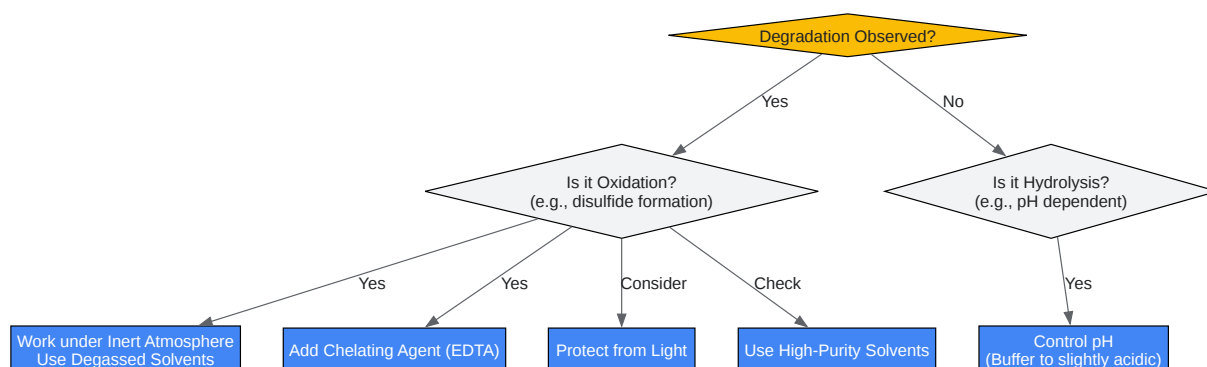 Degradation Observed?
Yes
No
Is it Oxidation?
(e.g., disulfide formation)
Is it Hydrolysis?
(e.g., pH dependent)
Yes
Yes
Consider
Check
Yes
Work under Inert Atmosphere
Use Degassed Solvents
Add Chelating Agent (EDTA)
Protect from Light
Use High-Purity Solvents
Control pH
(Buffer to slightly acidic)